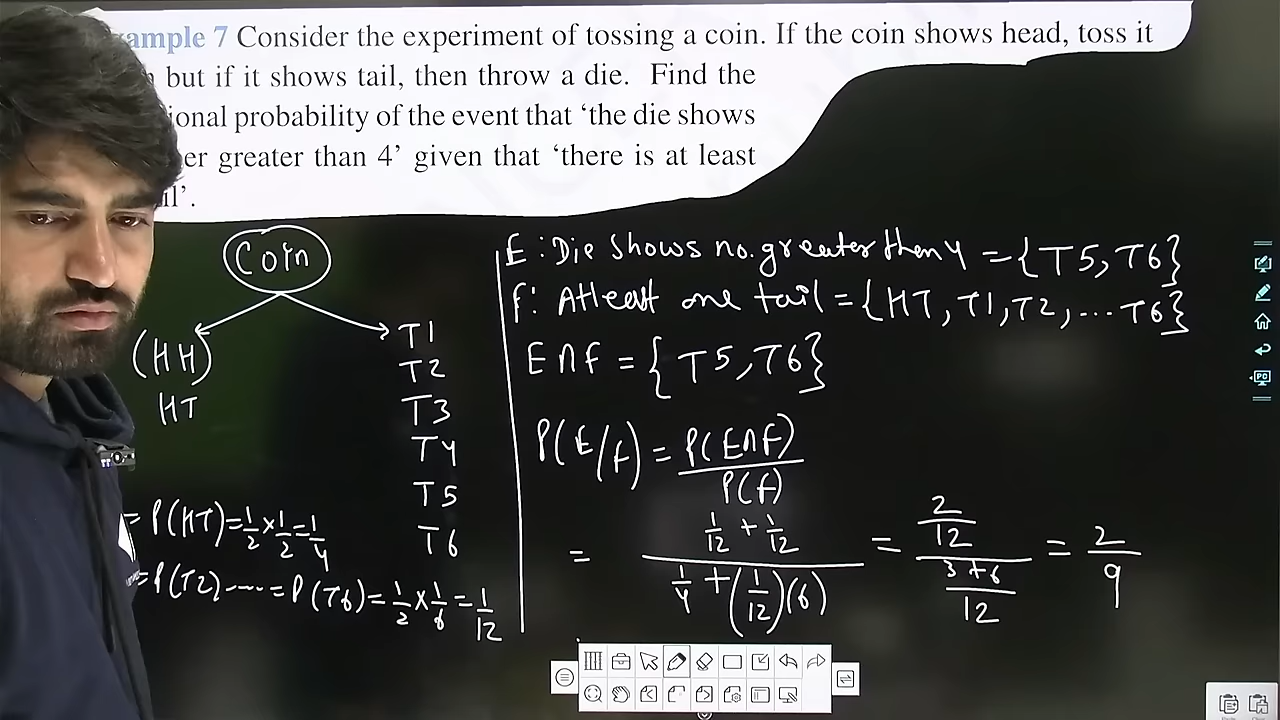 ample 7 Consider the experiment of tossing a coin. If the coin shows head, toss it
but if it shows tail, then throw a die. Find the
ional probability of the event that ‘the die shows
er greater than 4’ given that ‘there is at least
il’.
Coin
(HH)
HT
T1
T2
T3
T4
T5
T6
= P(HT)=1/2×1/2=1/4
=P(T2)----=P(T6)=1/2×1/6=1/12
E : Die shows no. greater then 4 = {T5, T6}
F: Atleast one tail = {HT, T1, T2, ... T6}
E∩F = {T5, T6}
P(E/F) = P(E∩F)/P(F)
= (1/12 + 1/12)/(1/4 + (1/12)(6)) = (2/12)/((3+6)/12) = 2/9